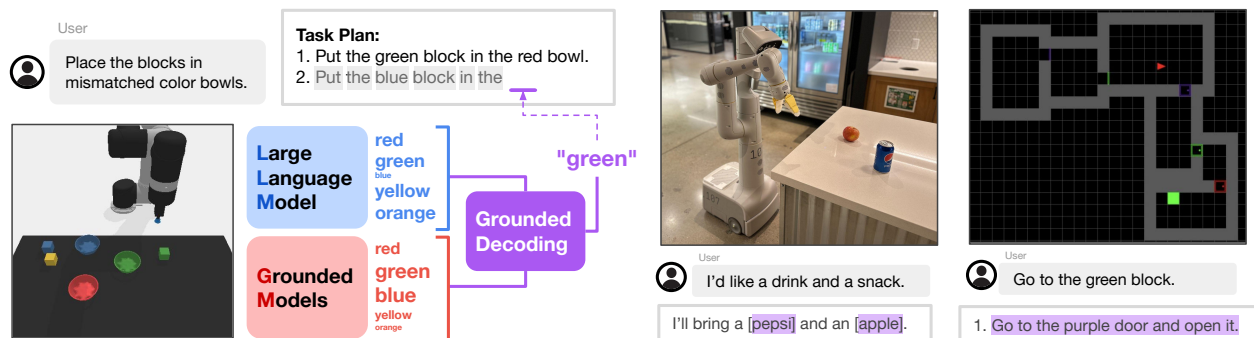 User
Place the blocks in
mismatched color bowls.
Task Plan:
1. Put the green block in the red bowl.
2. Put the blue block in the
Large
Language
Model
red
green
blue
yellow
orange
Grounded
Models
red
green
blue
yellow
orange
Grounded
Decoding
"green"
User
I'd like a drink and a snack.
I'll bring a [pepsi] and an [apple].
User
Go to the green block.
1. Go to the purple door and open it.